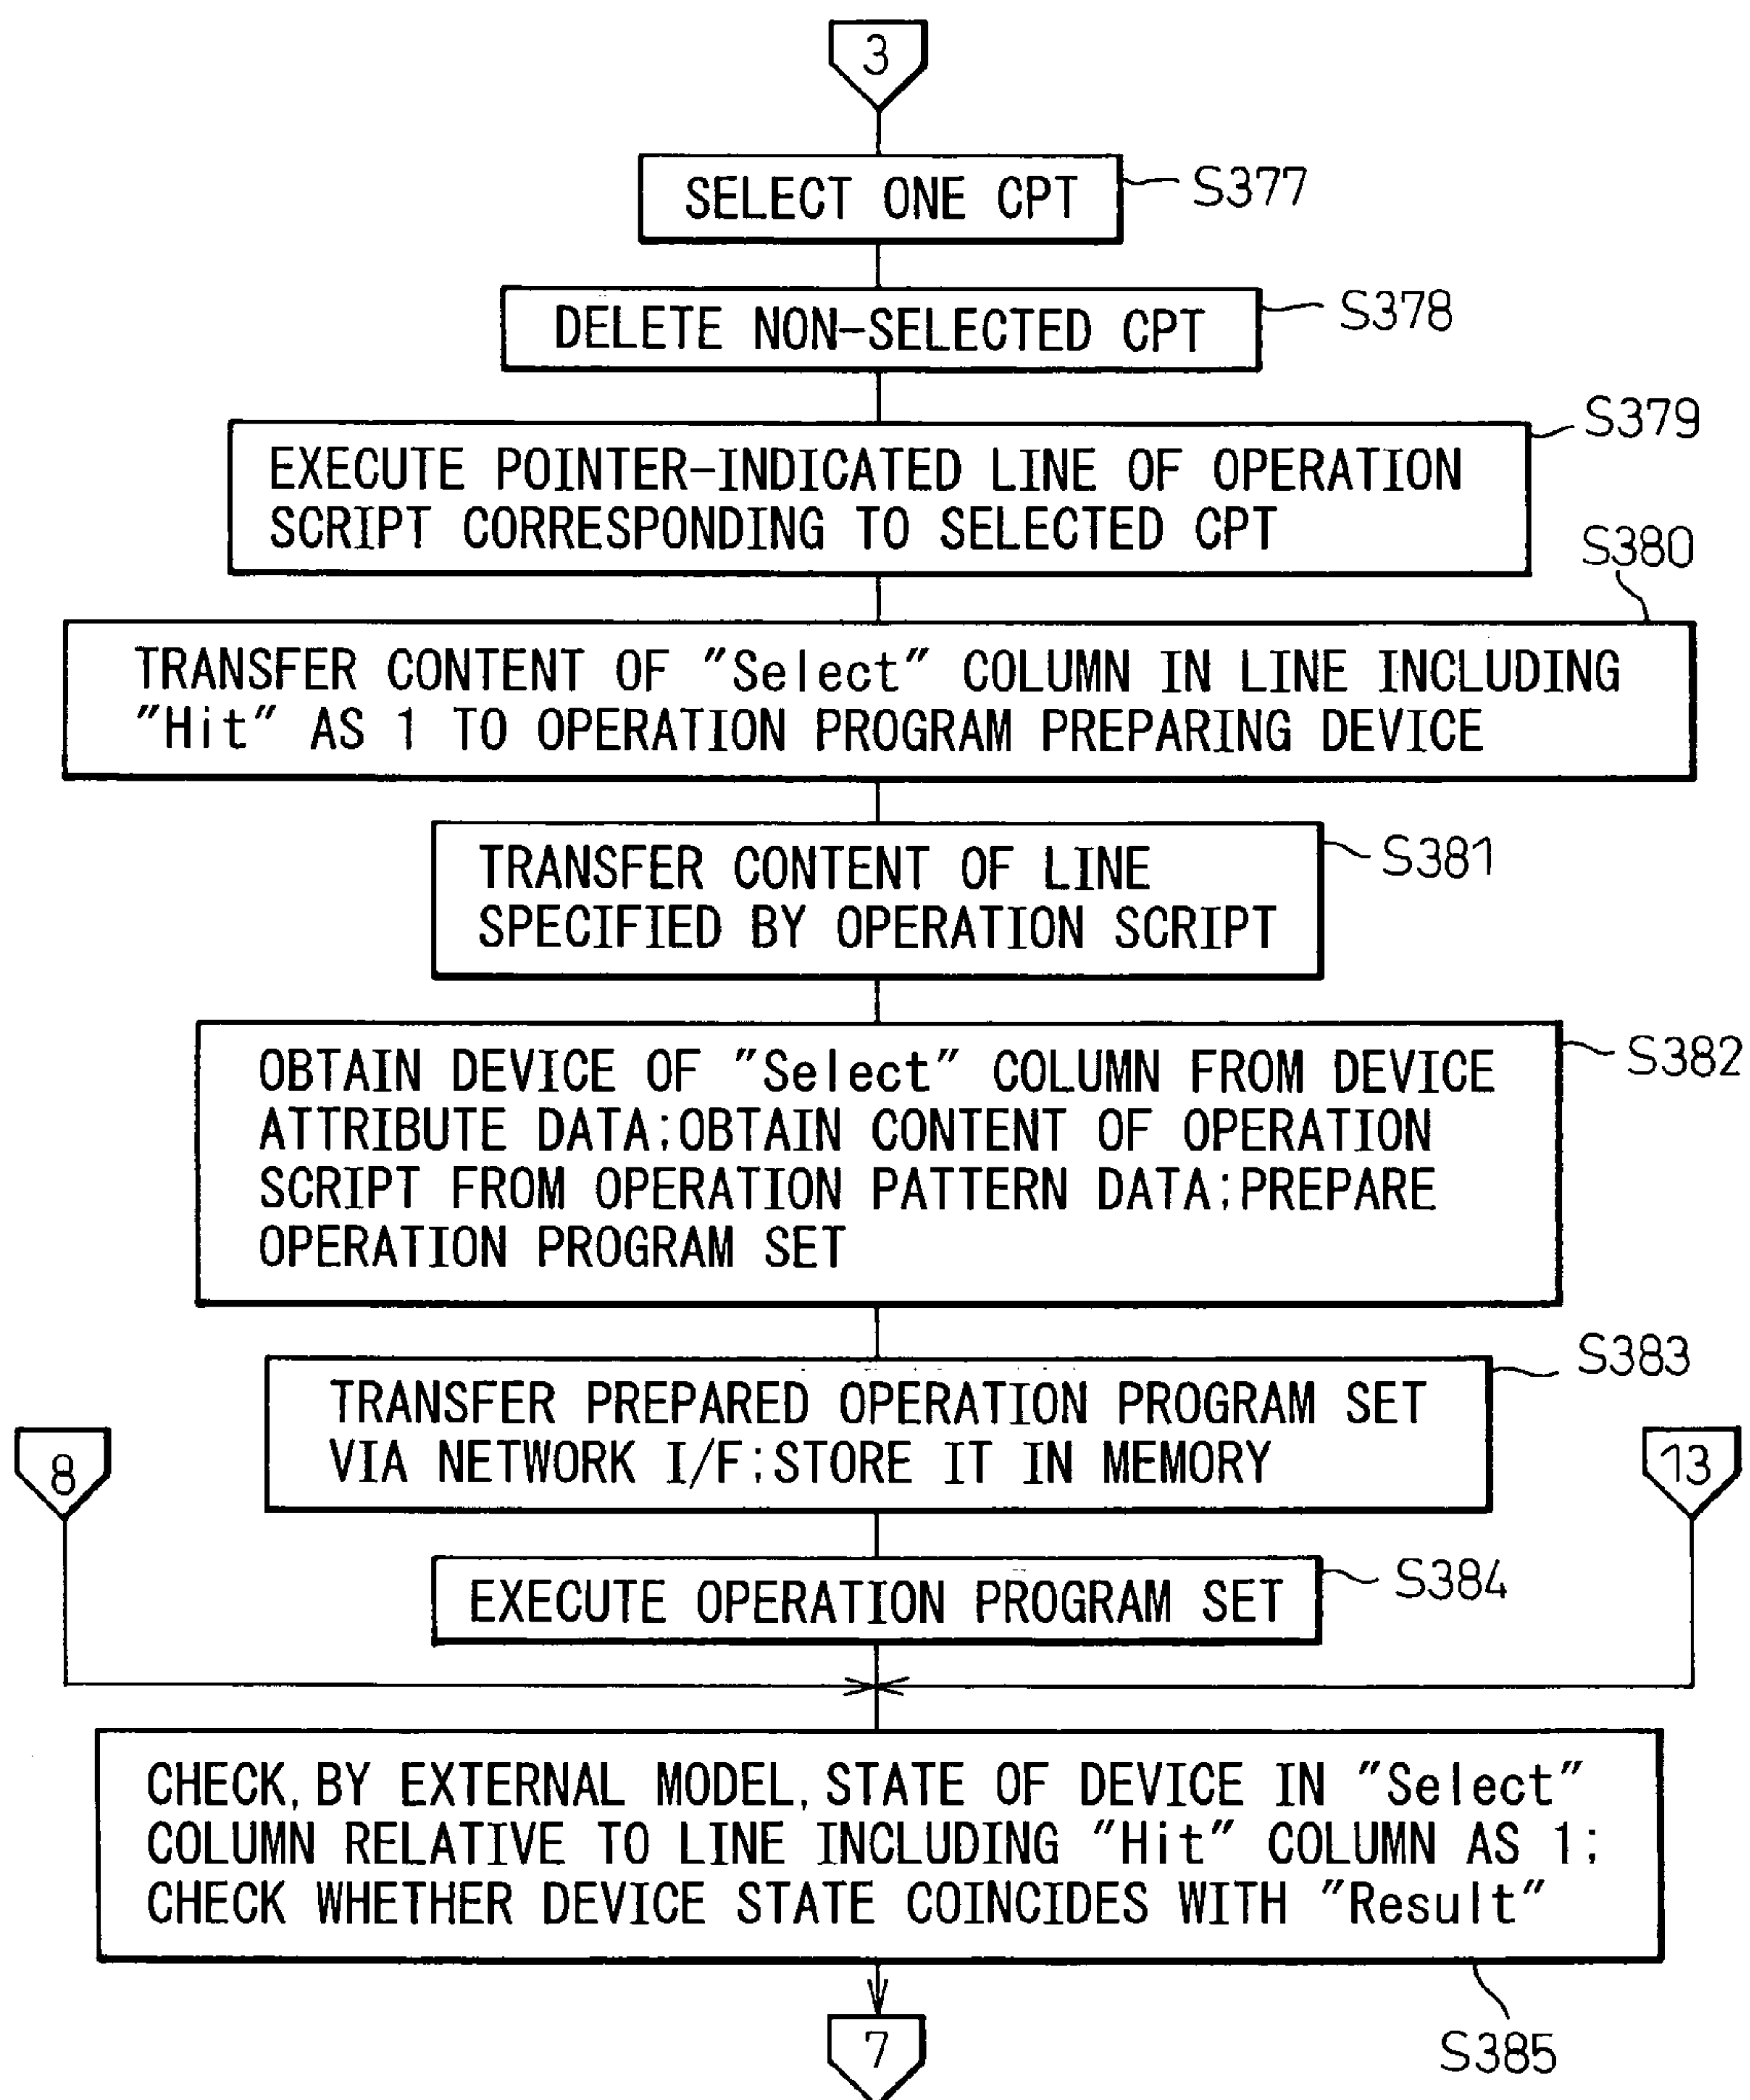 3
SELECT ONE CPT
S377
DELETE NON-SELECTED CPT
S378
S379
EXECUTE POINTER-INDICATED LINE OF OPERATION
SCRIPT CORRESPONDING TO SELECTED CPT
S380
TRANSFER CONTENT OF "Select" COLUMN IN LINE INCLUDING
"Hit" AS 1 TO OPERATION PROGRAM PREPARING DEVICE
TRANSFER CONTENT OF LINE
SPECIFIED BY OPERATION SCRIPT
S381
OBTAIN DEVICE OF "Select" COLUMN FROM DEVICE
ATTRIBUTE DATA;OBTAIN CONTENT OF OPERATION
SCRIPT FROM OPERATION PATTERN DATA;PREPARE
OPERATION PROGRAM SET
S382
S383
TRANSFER PREPARED OPERATION PROGRAM SET
VIA NETWORK I/F;STORE IT IN MEMORY
8
13
EXECUTE OPERATION PROGRAM SET
S384
CHECK, BY EXTERNAL MODEL, STATE OF DEVICE IN "Select"
COLUMN RELATIVE TO LINE INCLUDING "Hit" COLUMN AS 1;
CHECK WHETHER DEVICE STATE COINCIDES WITH "Result"
S385
7